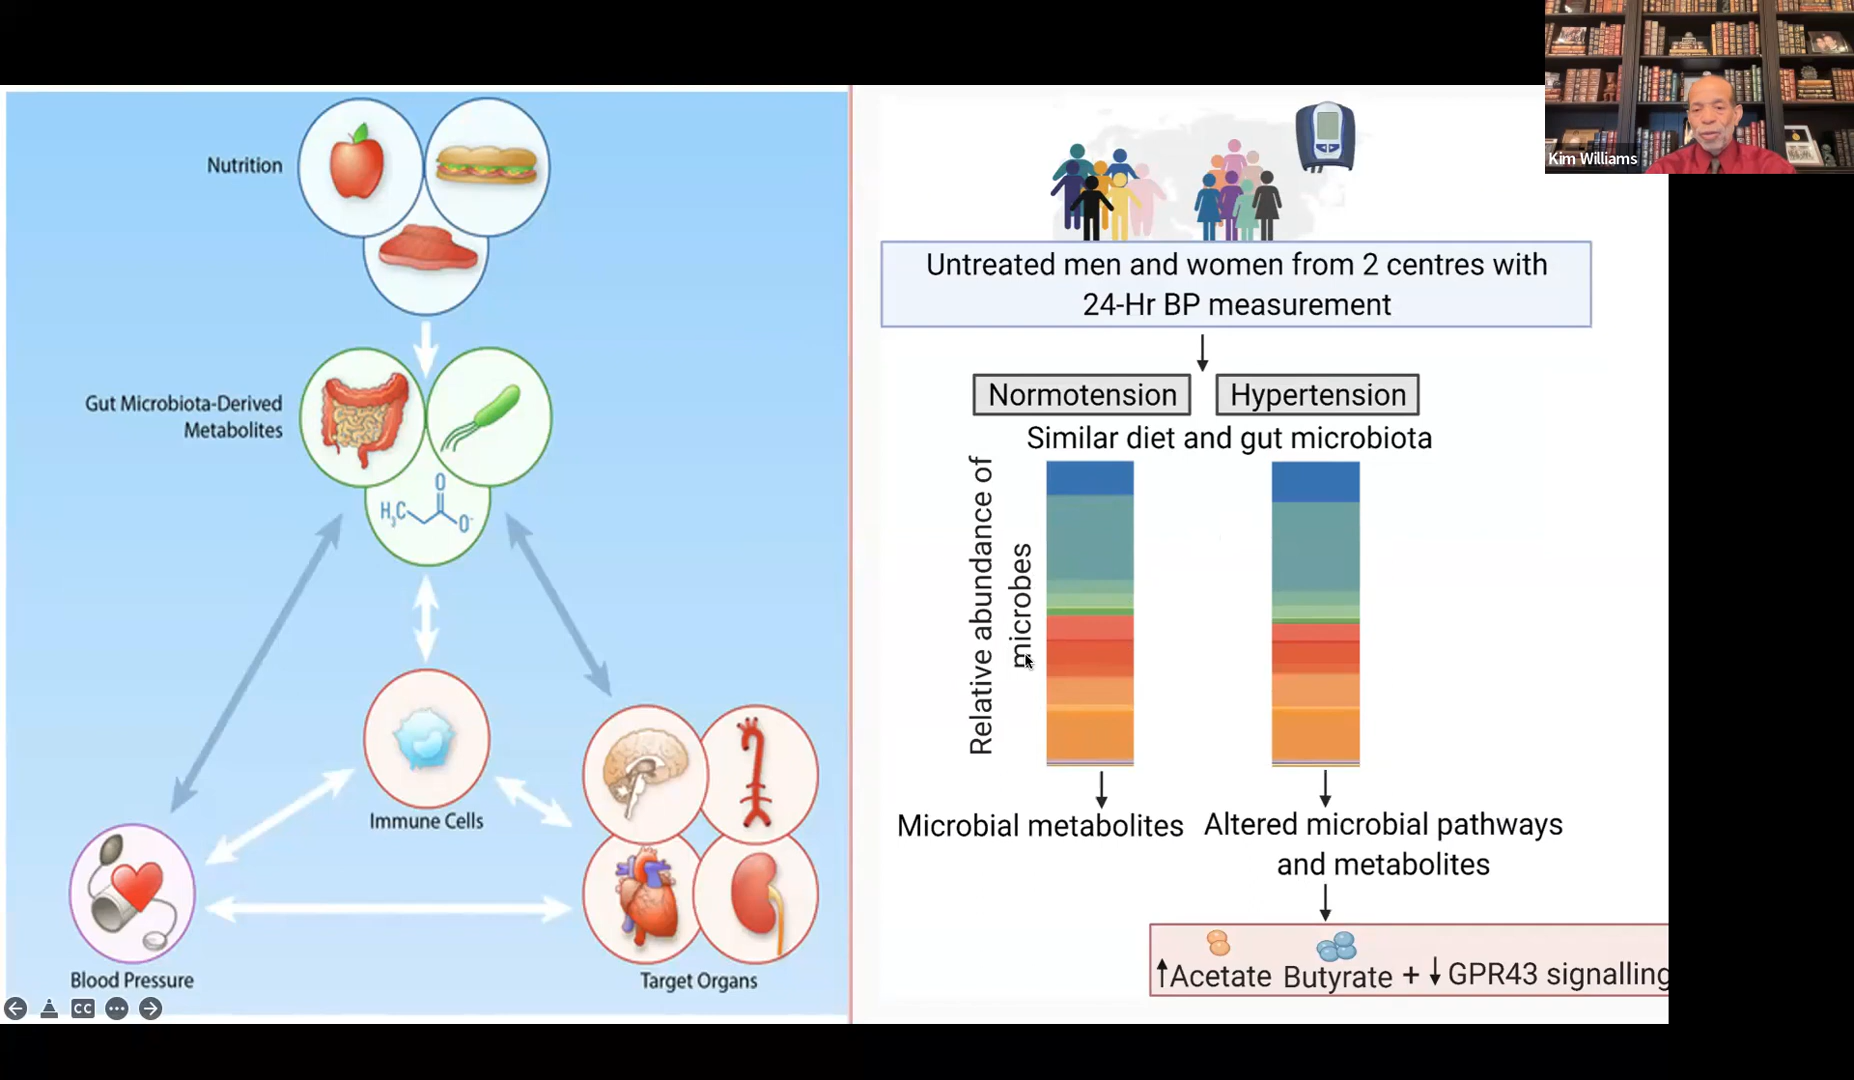 Kim Williams
Nutrition
Gut Microbiota-Derived
Metabolites
H₃C
O
O⁻
Immune Cells
Blood Pressure
Target Organs
CC
Untreated men and women from 2 centres with
24-Hr BP measurement
Normotension
Hypertension
Similar diet and gut microbiota
Relative abundance of
microbes
Microbial metabolites
Altered microbial pathways
and metabolites
↑Acetate Butyrate + ↓ GPR43 signalling